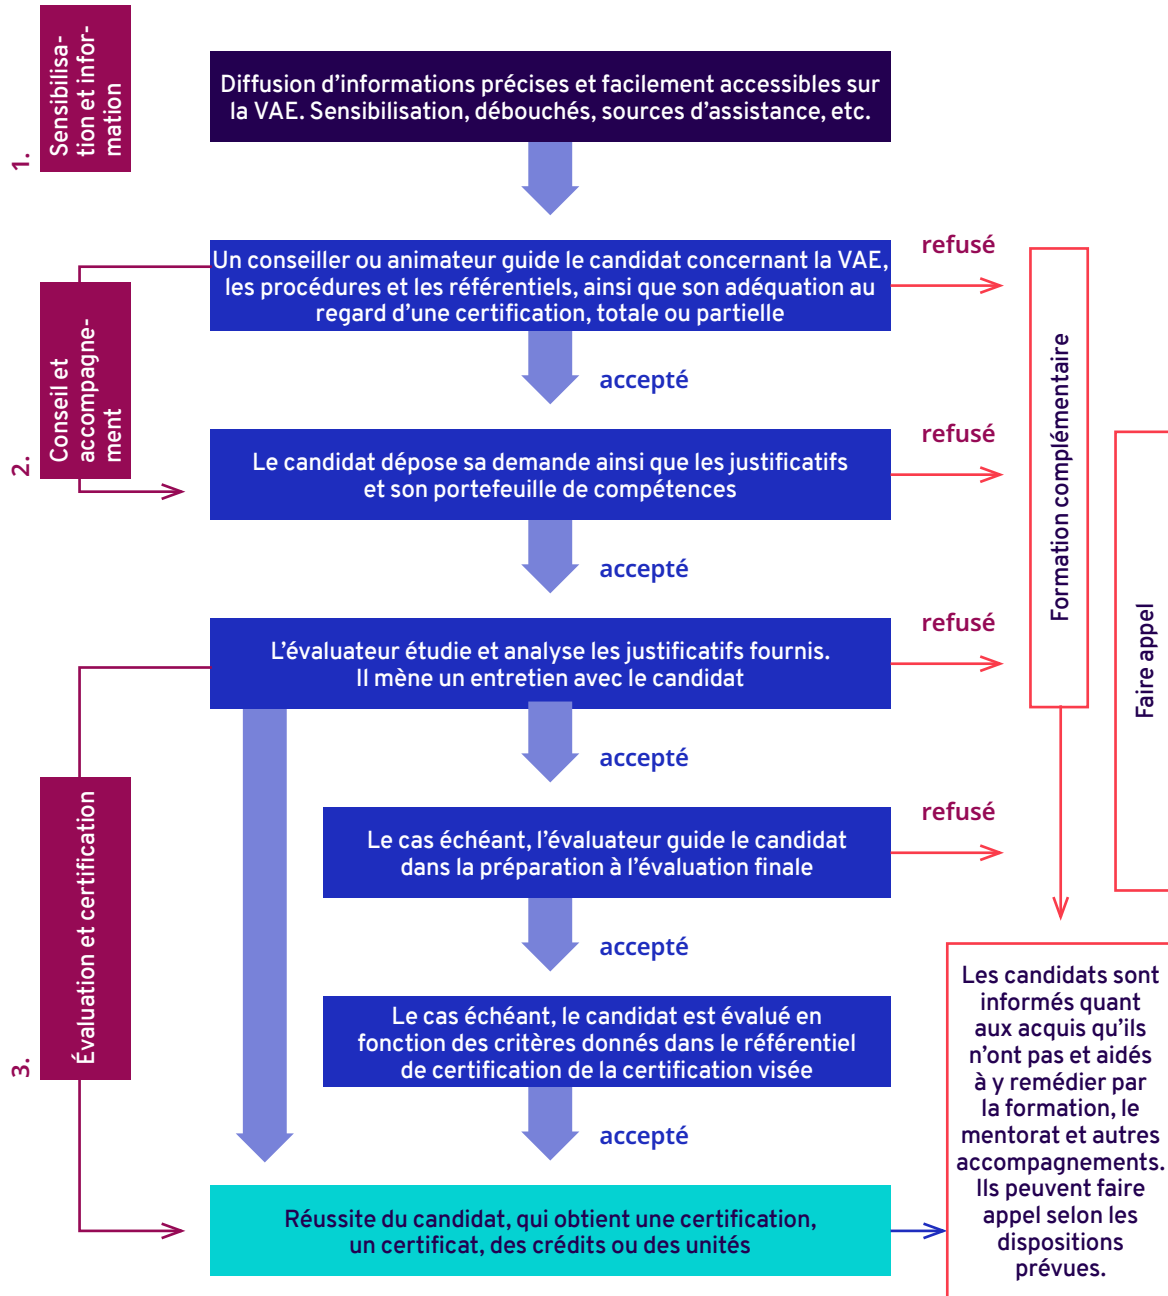 1.
Sensibilisa-
tion et infor-
mation
Diffusion d’informations précises et facilement accessibles sur
la VAE. Sensibilisation, débouchés, sources d’assistance, etc.
2.
Conseil et
accompagne-
ment
Un conseiller ou animateur guide le candidat concernant la VAE,
les procédures et les référentiels, ainsi que son adéquation au
regard d’une certification, totale ou partielle
refusé
accepté
Le candidat dépose sa demande ainsi que les justificatifs
et son portefeuille de compétences
refusé
accepté
3.
Évaluation et certification
L’évaluateur étudie et analyse les justificatifs fournis.
Il mène un entretien avec le candidat
refusé
accepté
Le cas échéant, l’évaluateur guide le candidat
dans la préparation à l’évaluation finale
refusé
accepté
Le cas échéant, le candidat est évalué en
fonction des critères donnés dans le référentiel
de certification de la certification visée
accepté
Réussite du candidat, qui obtient une certification,
un certificat, des crédits ou des unités
Formation complémentaire
Faire appel
Les candidats sont
informés quant
aux acquis qu’ils
n’ont pas et aidés
à y remédier par
la formation, le
mentorat et autres
accompagnements.
Ils peuvent faire
appel selon les
dispositions
prévues.